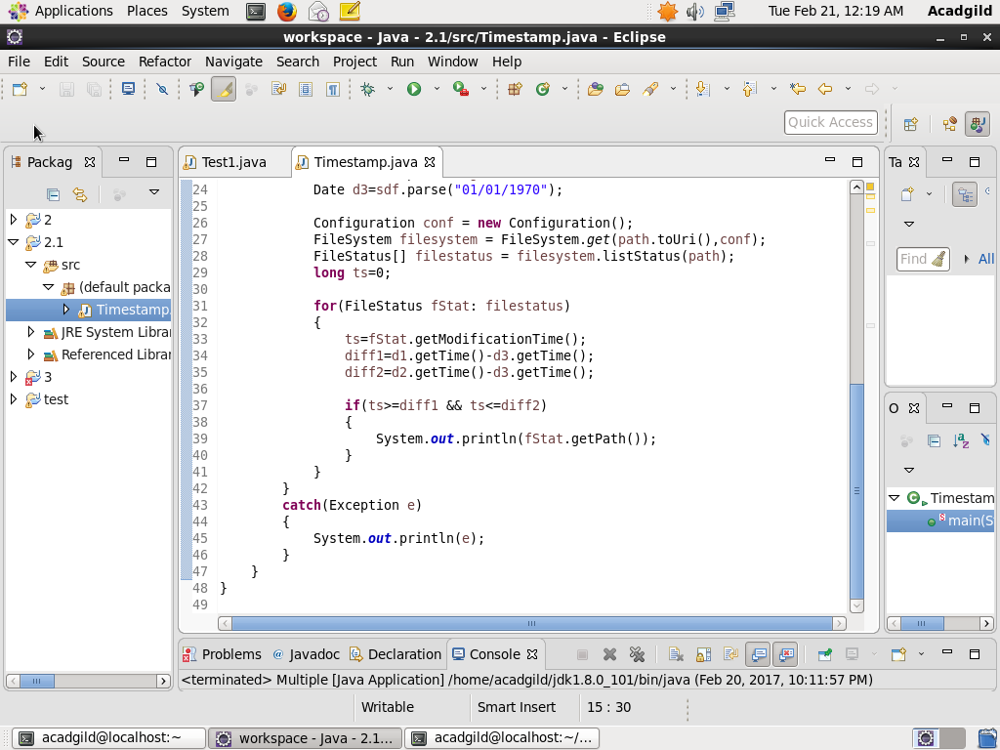 Applications Places System Tue Feb 21, 12:19 AM Acadgild
workspace - Java - 2.1/src/Timestamp.java - Eclipse
File Edit Source Refactor Navigate Search Project Run Window Help
Quick Access
Packag Test1.java Timestamp.java Ta
24 Date d3=sdf.parse("01/01/1970");
25
26 Configuration conf = new Configuration();
27 FileSystem filesystem = FileSystem.get(path.toUri(),conf);
28 FileStatus[] filestatus = filesystem.listStatus(path);
29 long ts=0;
30
31 for(FileStatus fStat: filestatus)
32 {
33 ts=fStat.getModificationTime();
34 diff1=d1.getTime()-d3.getTime();
35 diff2=d2.getTime()-d3.getTime();
36
37 if(ts>=diff1 && ts<=diff2)
38 {
39 System.out.println(fStat.getPath());
40 }
41 }
42 }
43 catch(Exception e)
44 {
45 System.out.println(e);
46 }
47 }
48 }
49
2
2.1
src
(default packa
Timestamp.
JRE System Librar
Referenced Librar
3
test
Find All
O
Timestam
main(S
Problems @ Javadoc Declaration Console
<terminated> Multiple [Java Application] /home/acadgild/jdk1.8.0_101/bin/java (Feb 20, 2017, 10:11:57 PM)
Writable Smart Insert 15 : 30
acadgild@localhost:~ workspace - Java - 2.1... acadgild@localhost:~/...